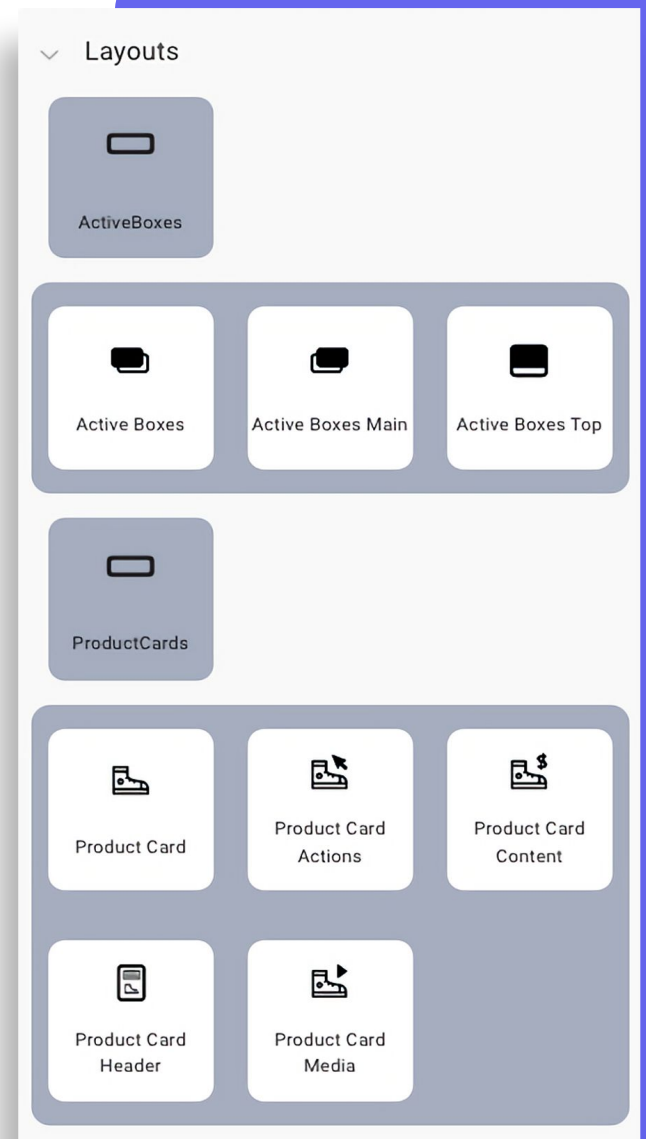 Layouts
ActiveBoxes
Active Boxes
Active Boxes Main
Active Boxes Top
ProductCards
Product Card
Product Card
Actions
Product Card
Content
Product Card
Header
Product Card
Media